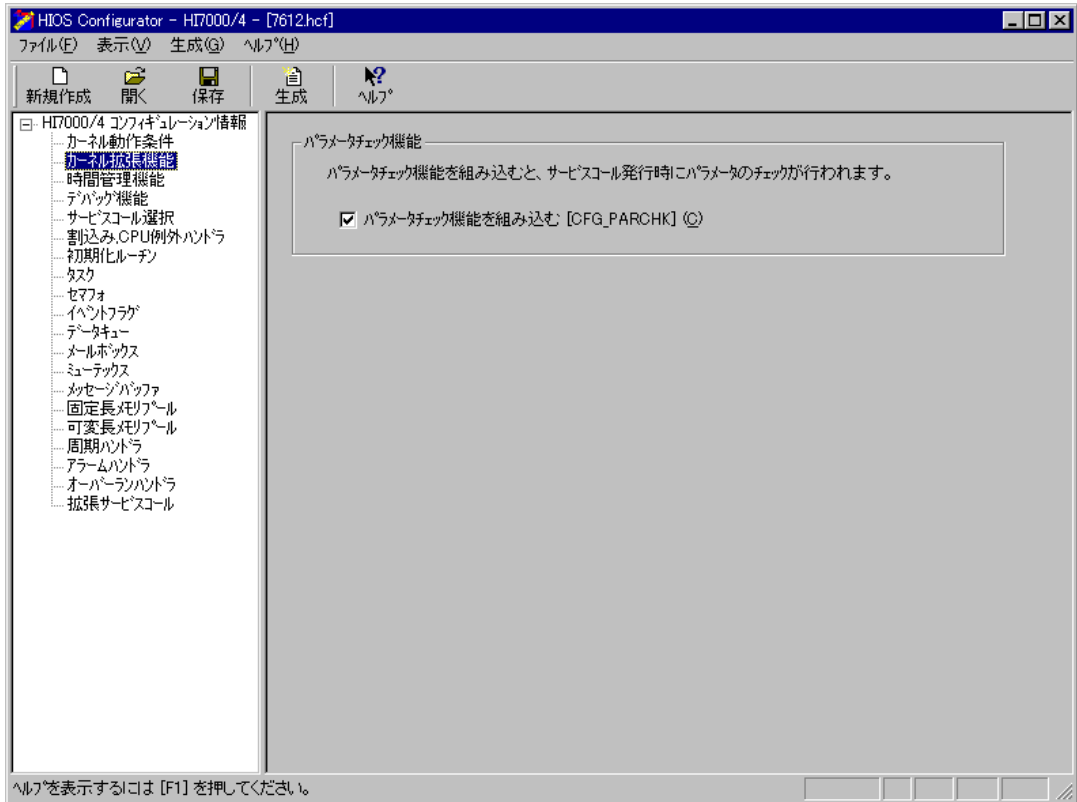 HIOS Configurator - HI7000/4 - [7612.hcf]
ファイル(F) 表示(V) 生成(G) ﾍﾙﾌﾟ(H)
新規作成 開く 保存 生成 ﾍﾙﾌﾟ
HI7000/4 ｺﾝﾌｨｷﾞｭﾚｰｼｮﾝ情報
カーネル動作条件
カーネル拡張機能
時間管理機能
ﾃﾞﾊﾞｯｸﾞ機能
ｻｰﾋﾞｽｺｰﾙ選択
割込み,CPU例外ﾊﾝﾄﾞﾗ
初期化ﾙｰﾁﾝ
ﾀｽｸ
ｾﾏﾌｫ
ｲﾍﾞﾝﾄﾌﾗｸﾞ
ﾃﾞｰﾀｷｭｰ
ﾒｰﾙﾎﾞｯｸｽ
ﾐｭｰﾃｯｸｽ
ﾒｯｾｰｼﾞﾊﾞｯﾌｧ
固定長ﾒﾓﾘﾌﾟｰﾙ
可変長ﾒﾓﾘﾌﾟｰﾙ
周期ﾊﾝﾄﾞﾗ
ｱﾗｰﾑﾊﾝﾄﾞﾗ
ｵｰﾊﾞｰﾗﾝﾊﾝﾄﾞﾗ
拡張ｻｰﾋﾞｽｺｰﾙ
ﾊﾟﾗﾒｰﾀﾁｪｯｸ機能
ﾊﾟﾗﾒｰﾀﾁｪｯｸ機能を組み込むと、ｻｰﾋﾞｽｺｰﾙ発行時にﾊﾟﾗﾒｰﾀのﾁｪｯｸが行われます。
ﾊﾟﾗﾒｰﾀﾁｪｯｸ機能を組み込む [CFG_PARCHK] (C)
ﾍﾙﾌﾟを表示するには [F1] を押してください。